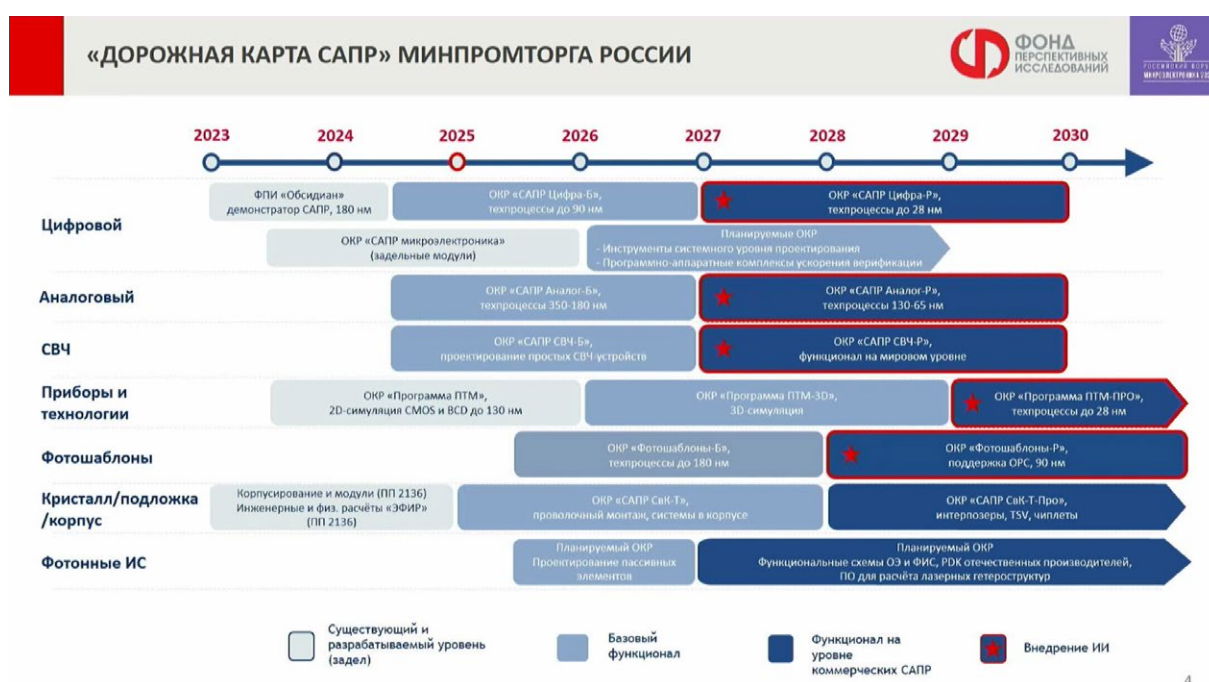 «ДОРОЖНАЯ КАРТА САПР» МИНПРОМТОРГА РОССИИ
ФОНДА
ПЕРСПЕКТИВНЫХ
ИССЛЕДОВАНИЙ
2023
2024
2025
2026
2027
2028
2029
2030
Цифровой
ФПИ «Обсидиан»
демонстратор САПР, 180 нм
ОКР «САПР Цифра-Б»,
техпроцессы до 90 нм
ОКР «САПР Цифра-Р»,
техпроцессы до 28 нм
ОКР «САПР микроэлектроника»
(задельные модули)
Планируемые ОКР
- Инструменты системного уровня проектирования
- Программно-аппаратные комплексы ускорения верификации
Аналоговый
ОКР «САПР Аналог-Б»,
техпроцессы 350-180 нм
ОКР «САПР Аналог-Р»,
техпроцессы 130-65 нм
СВЧ
ОКР «САПР СВЧ-Б»,
проектирование простых СВЧ-устройств
ОКР «САПР СВЧ-Р»,
функционал на мировом уровне
Приборы и
технологии
ОКР «Программа ПТМ»,
2D-симуляция CMOS и BCD до 130 нм
ОКР «Программа ПТМ-3D»,
3D-симуляция
ОКР «Программа ПТМ-ПРО»,
техпроцессы до 28 нм
Фотошаблоны
ОКР «Фотошаблоны-Б»,
техпроцессы до 180 нм
ОКР «Фотошаблоны-Р»,
поддержка OPC, 90 нм
Кристалл/подложка
/корпус
Корпусирование и модули (ПП 2136)
Инженерные и физ. расчёты «ЭФИР»
(ПП 2136)
ОКР «САПР СвК-Т»,
проволочный монтаж, системы в корпусе
ОКР «САПР СвК-Т-Про»,
интерпозеры, TSV, чиплеты
Фотонные ИС
Планируемый ОКР
Проектирование пассивных
элементов
Планируемый ОКР
Функциональные схемы ОЭ и ФИС, PDK отечественных производителей,
ПО для расчёта лазерных гетероструктур
Существующий и
разрабатываемый уровень
(задел)
Базовый
функционал
Функционал на
уровне
коммерческих САПР
Внедрение ИИ
4